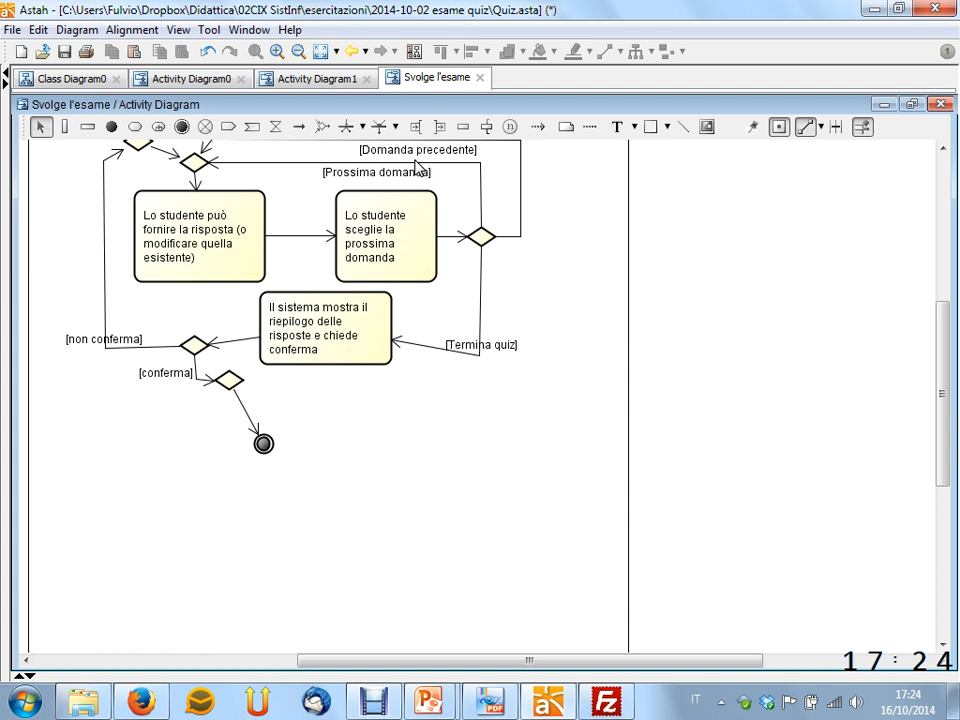 Astah - [C:\Users\Fulvio\Dropbox\Didattica\02CIX SistInf\esercitazioni\2014-10-02 esame quiz\Quiz.asta] (*)
File Edit Diagram Alignment View Tool Window Help
1
Class Diagram0 Activity Diagram0 Activity Diagram1 Svolge l'esame
Svolge l'esame / Activity Diagram
n T
[Domanda precedente]
[Prossima domanda]
Lo studente può
fornire la risposta (o
modificare quella
esistente)
Lo studente
sceglie la
prossima
domanda
Il sistema mostra il
riepilogo delle
risposte e chiede
conferma
[non conferma]
[Termina quiz]
[conferma]
17:24
PDF
IT
17:24
16/10/2014